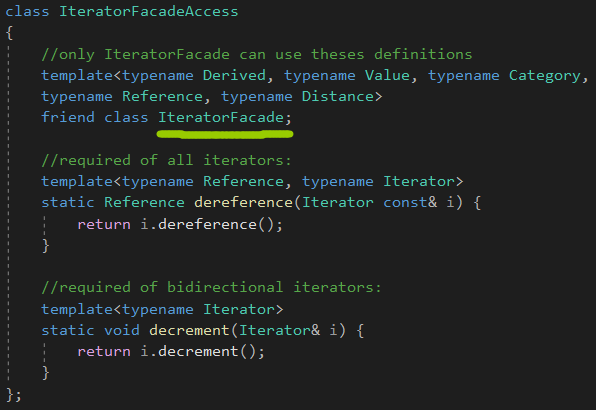 class IteratorFacadeAccess
{
//only IteratorFacade can use theses definitions
template<typename Derived, typename Value, typename Category,
typename Reference, typename Distance>
friend class IteratorFacade;
//required of all iterators:
template<typename Reference, typename Iterator>
static Reference dereference(Iterator const& i) {
return i.dereference();
}
//required of bidirectional iterators:
template<typename Iterator>
static void decrement(Iterator& i) {
return i.decrement();
}
};